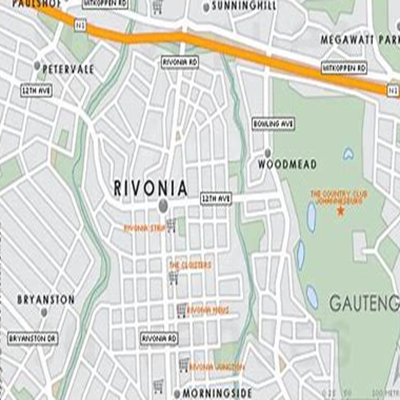 PAULSHOF
WITKOPPEN RD
SUNNINGHILL
N1
MEGAWATT PARK
PETERVALE
RIVONIA RD
WITKOPPEN RD
12TH AVE
N1
BOWLING AVE
WOODMEAD
RIVONIA
12TH AVE
THE COUNTRY CLUB
JOHANNESBURG
RIVONIA STRIP
THE CLOISTERS
BRYANSTON
GAUTENG
RIVONIA MEWS
BRYANSTON DR
RIVONIA RD
RIVONIA JUNCTION
MORNINGSIDE